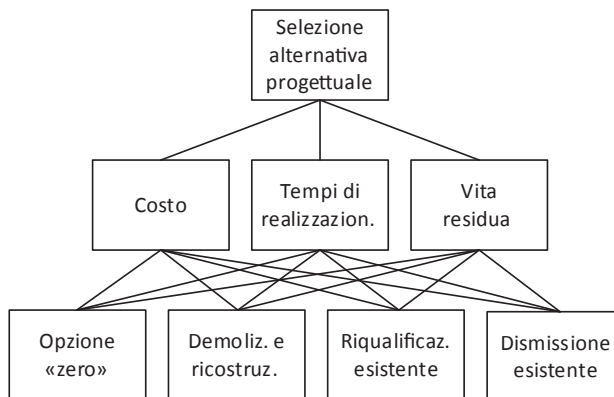 Selezione
alternativa
progettuale
Costo
Tempi di
realizzazion.
Vita
residua
Opzione
«zero»
Demoliz. e
ricostruz.
Riqualificaz.
esistente
Dismissione
esistente